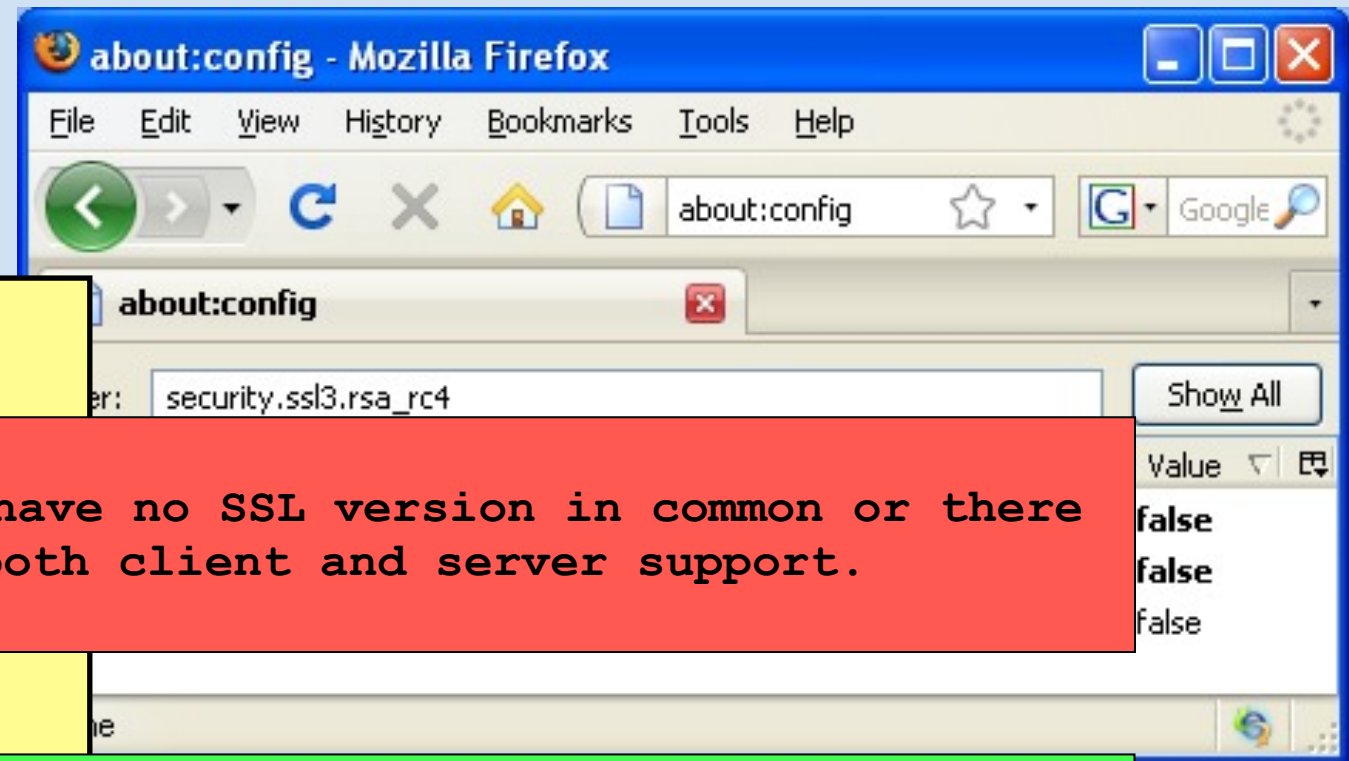 about:config - Mozilla Firefox
File Edit View History Bookmarks Tools Help
about:config Google
about:config
er: security.ssl3.rsa_rc4 Show All
Value
have no SSL version in common or there
both client and server support.
false
false
false